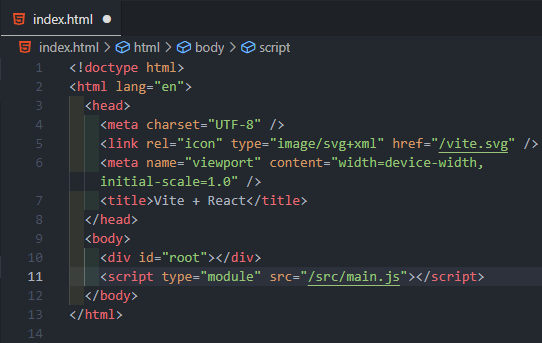 index.html
index.html > html > body > script
1 <!doctype html>
2 <html lang="en">
3 <head>
4 <meta charset="UTF-8" />
5 <link rel="icon" type="image/svg+xml" href="/vite.svg" />
6 <meta name="viewport" content="width=device-width,
initial-scale=1.0" />
7 <title>Vite + React</title>
8 </head>
9 <body>
10 <div id="root"></div>
11 <script type="module" src="/src/main.js"></script>
12 </body>
13 </html>
14